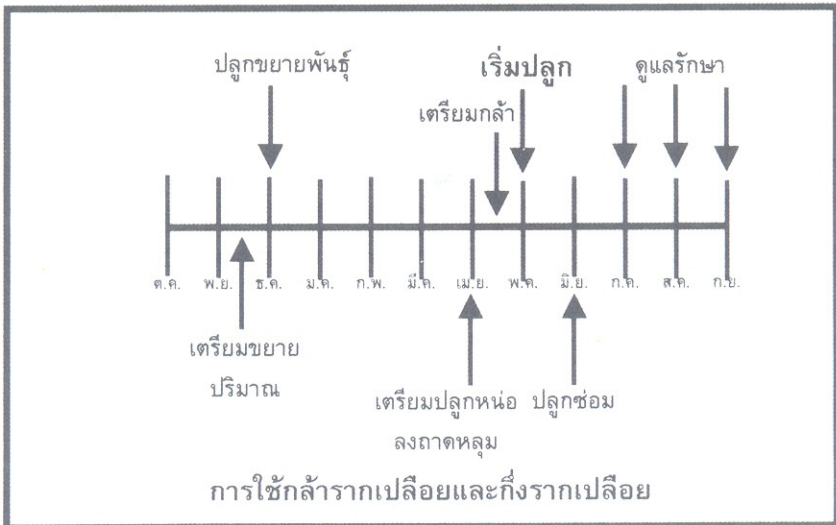 ปลูกขยายพันธุ์ เริ่มปลูก ดูแลรักษา
เตรียมกล้า
ต.ค. พ.ย. ธ.ค. ม.ค. ก.พ. มี.ค. เม.ย. พ.ค. มิ.ย. ก.ค. ส.ค. ก.ย.
เตรียมขยาย
ปริมาณ
เตรียมปลูกหน่อ ปลูกซ่อม
ลงถาดหลุม
การใช้กล้ารากเปลือยและกึ่งรากเปลือย